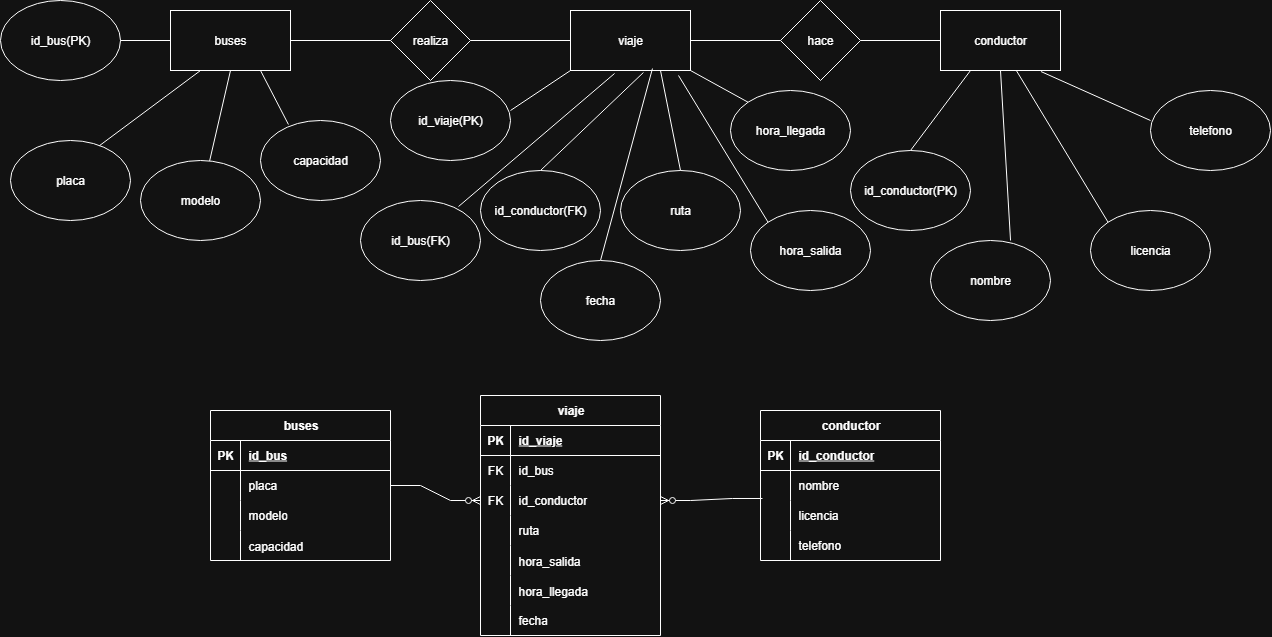 id_bus(PK)
buses
realiza
viaje
hace
conductor
id_viaje(PK)
hora_llegada
telefono
capacidad
placa
modelo
id_conductor(PK)
id_conductor(FK)
ruta
id_bus(FK)
hora_salida
licencia
nombre
fecha
buses
PK id_bus
placa
modelo
capacidad
viaje
PK id_viaje
FK id_bus
FK id_conductor
ruta
hora_salida
hora_llegada
fecha
conductor
PK id_conductor
nombre
licencia
telefono